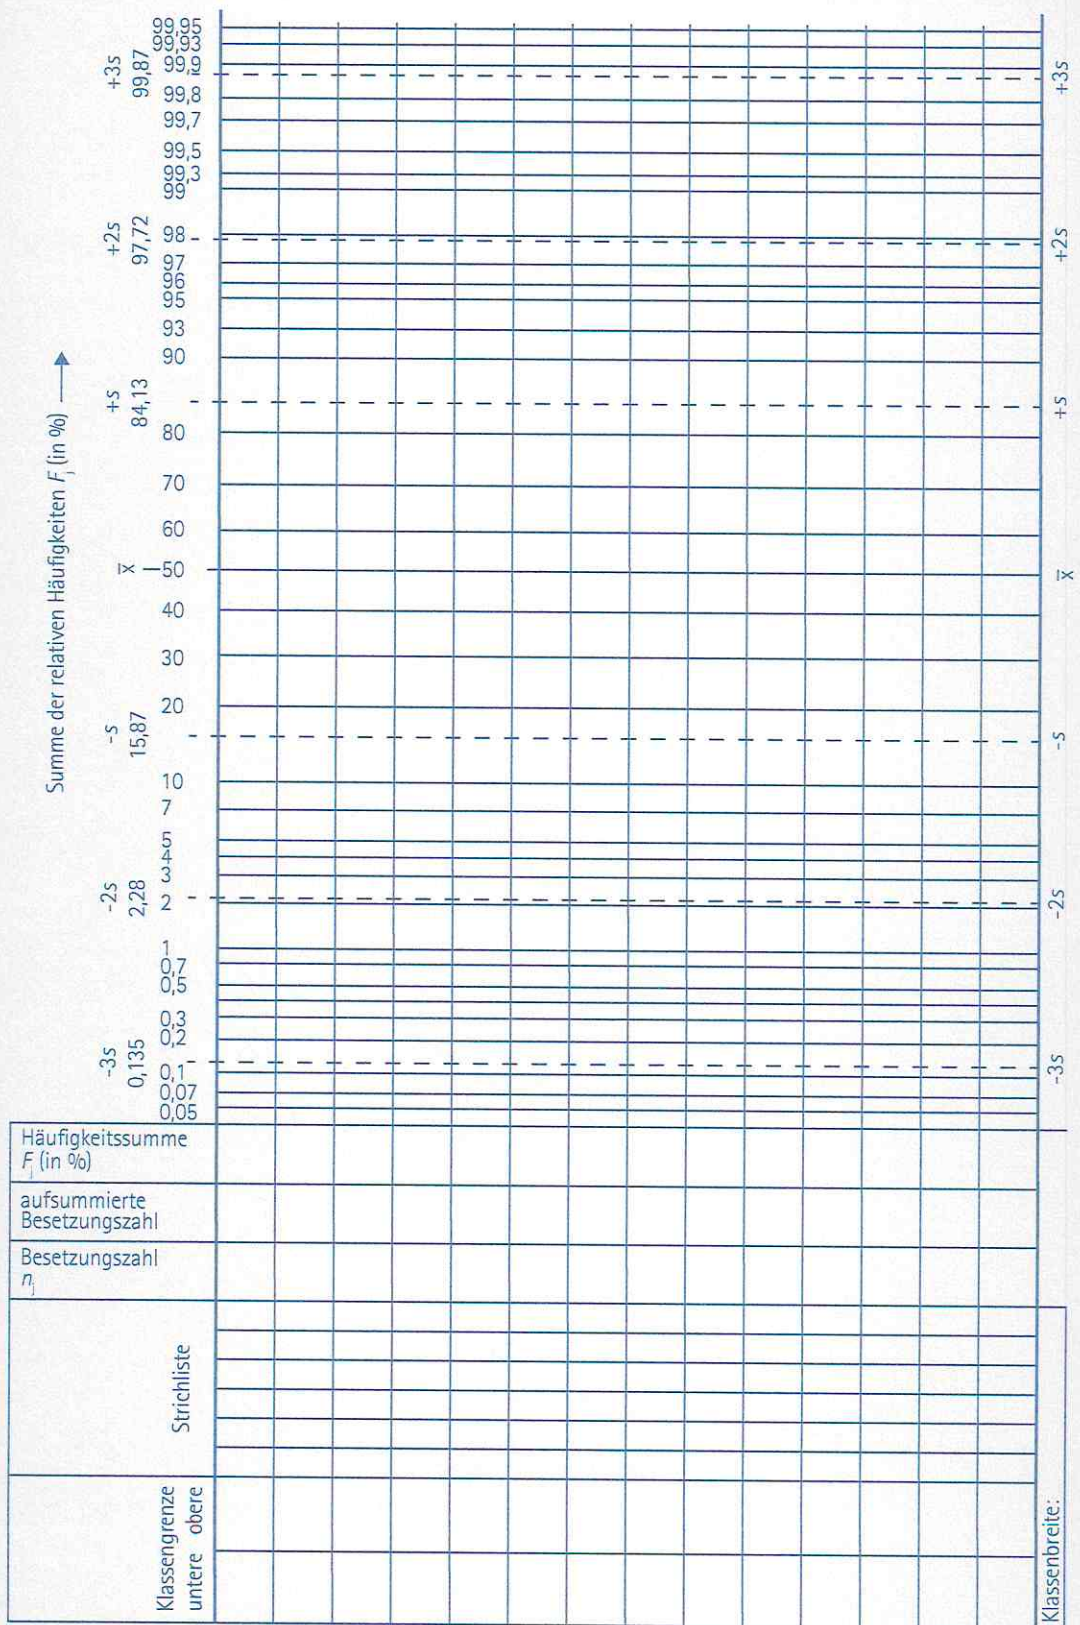 Summe der relativen Häufigkeiten Fj (in %)
+3s
99,87
+2s
97,72
+s
84,13
x̄
-s
15,87
-2s
2,28
-3s
0,135
99,95
99,93
99,9
99,8
99,7
99,5
99,3
99
98
97
96
95
93
90
80
70
60
50
40
30
20
10
7
5
4
3
2
1
0,7
0,5
0,3
0,2
0,1
0,07
0,05
+3s
+2s
+s
x̄
-s
-2s
-3s
Häufigkeitssumme
Fj (in %)
aufsummierte
Besetzungszahl
Besetzungszahl
nj
Strichliste
Klassengrenze
untere obere
Klassenbreite: